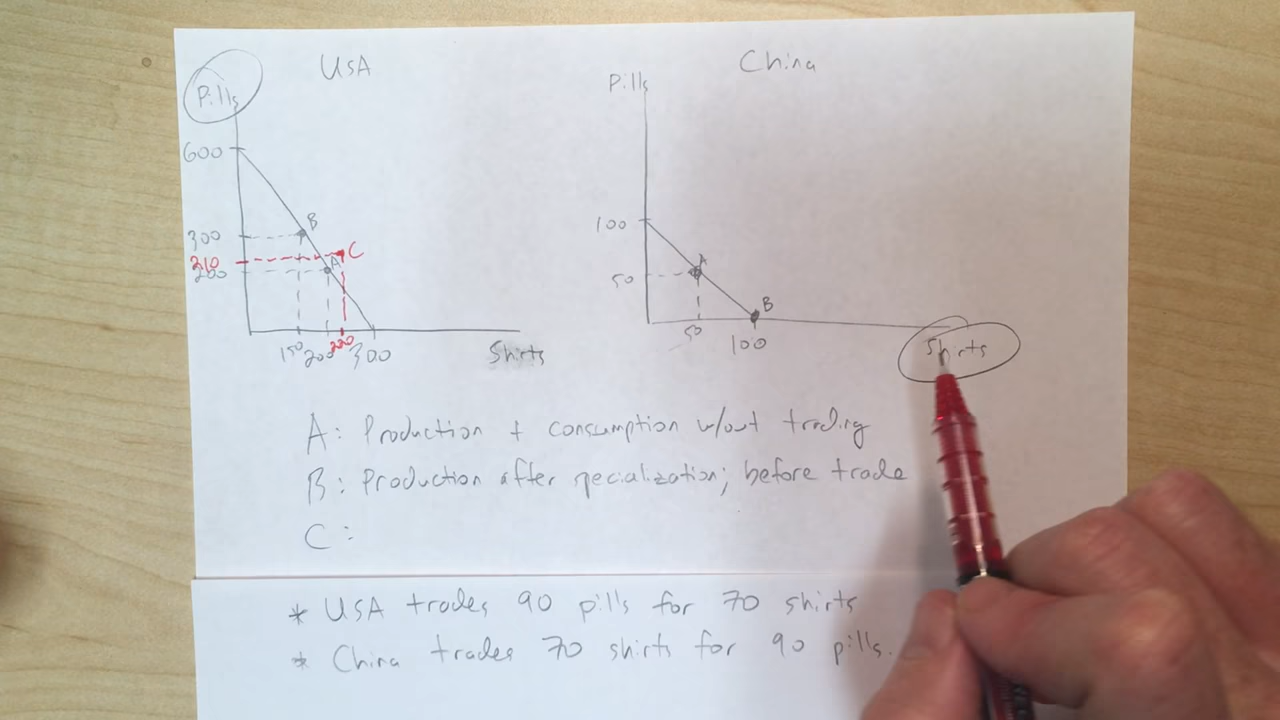 USA
Pills
600
300
210
200
B
A
C
150 200 220 300
Shirts
China
Pills
100
50
A
B
50
100
Shirts
A: Production + consumption w/out trading
B: Production after specialization; before trade
C:
* USA trades 90 pills for 70 shirts
* China trades 70 shirts for 90 pills.